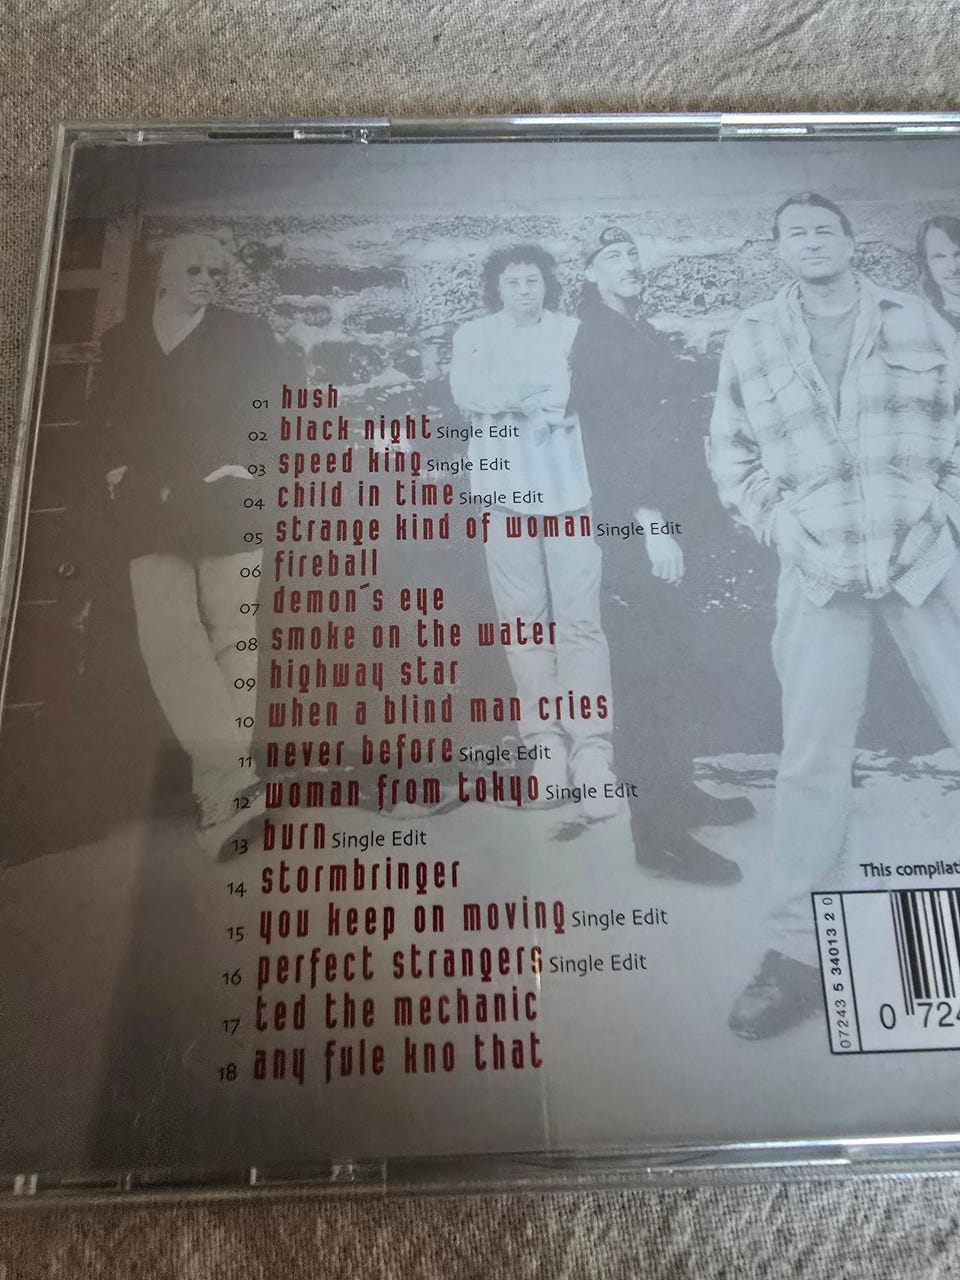 01 hush
02 black night Single Edit
03 speed king Single Edit
04 child in time Single Edit
05 strange kind of woman Single Edit
06 fireball
07 demon´s eye
08 smoke on the water
09 highway star
10 when a blind man cries
11 never before Single Edit
12 woman from tokyo Single Edit
13 burn Single Edit
14 stormbringer
15 you keep on moving Single Edit
16 perfect strangers Single Edit
17 ted the mechanic
18 any fule kno that
This compilat
07243 5 34013 2 0
0 724